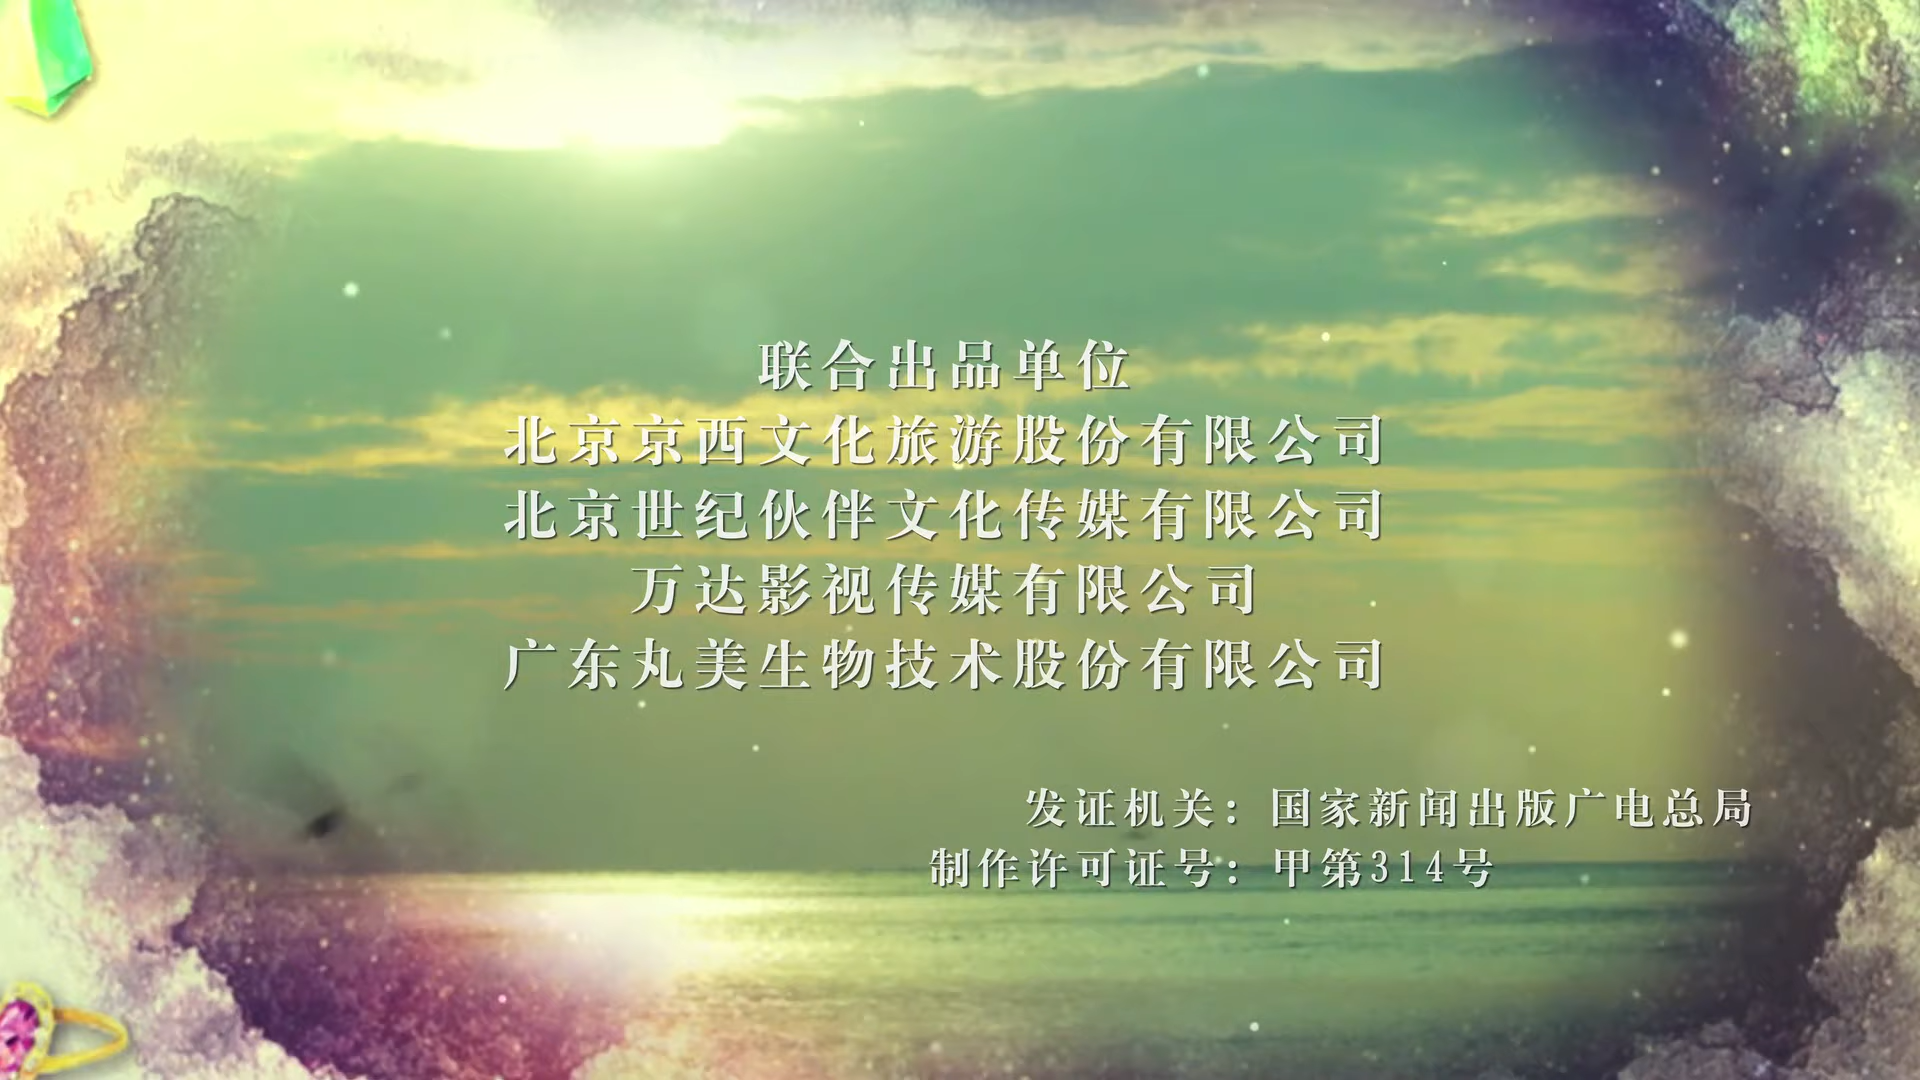 联合出品单位
北京京西文化旅游股份有限公司
北京世纪伙伴文化传媒有限公司
万达影视传媒有限公司
广东丸美生物技术股份有限公司
发证机关：国家新闻出版广电总局
制作许可证号：甲第314号